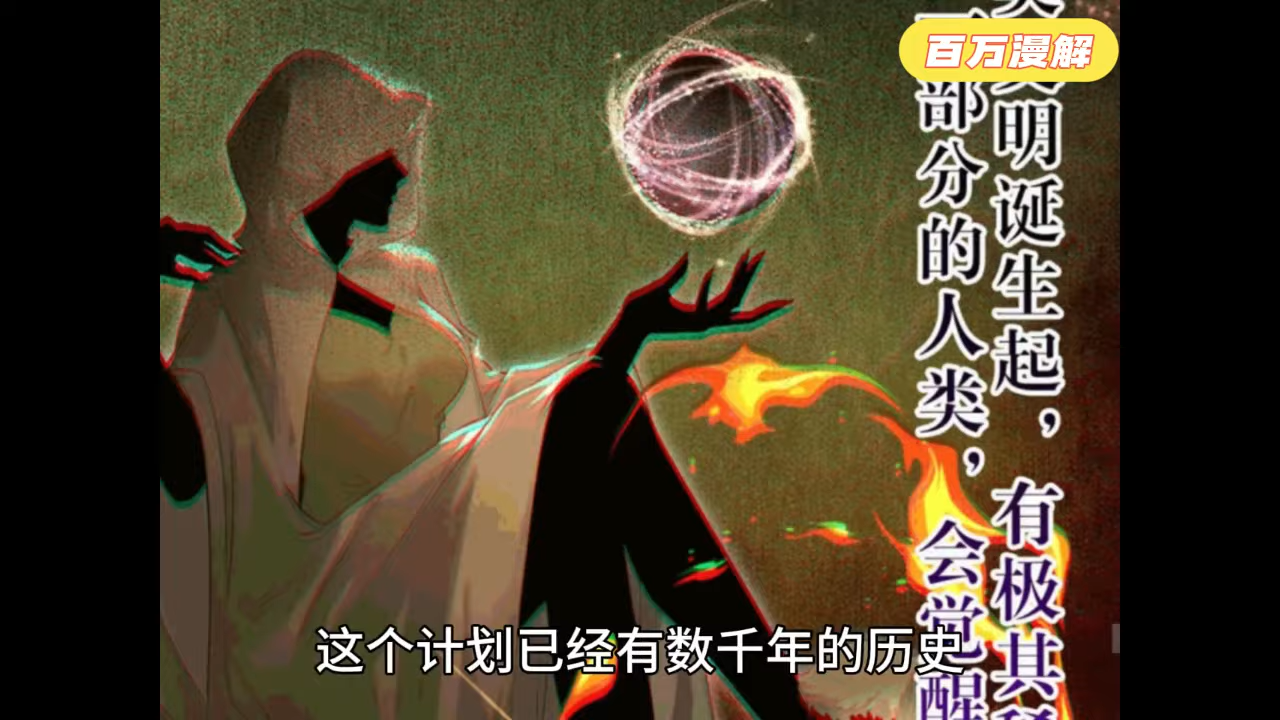 百万漫解
明诞生起，有极其
部分的人类，会觉醒
这个计划已经有数千年的历史